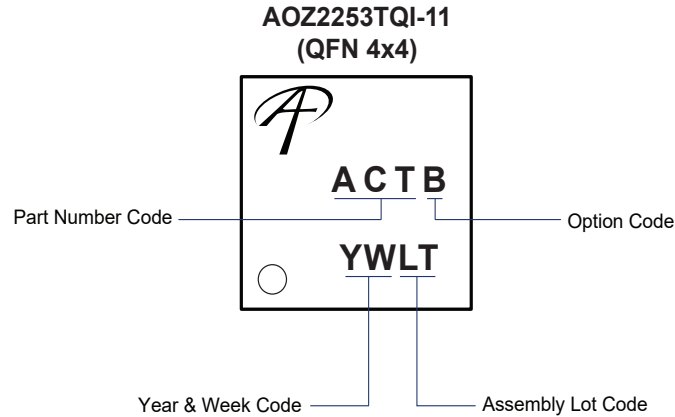 AOZ2253TQI-11
(QFN 4x4)
A C T B
Part Number Code
Option Code
YWLT
Year & Week Code
Assembly Lot Code